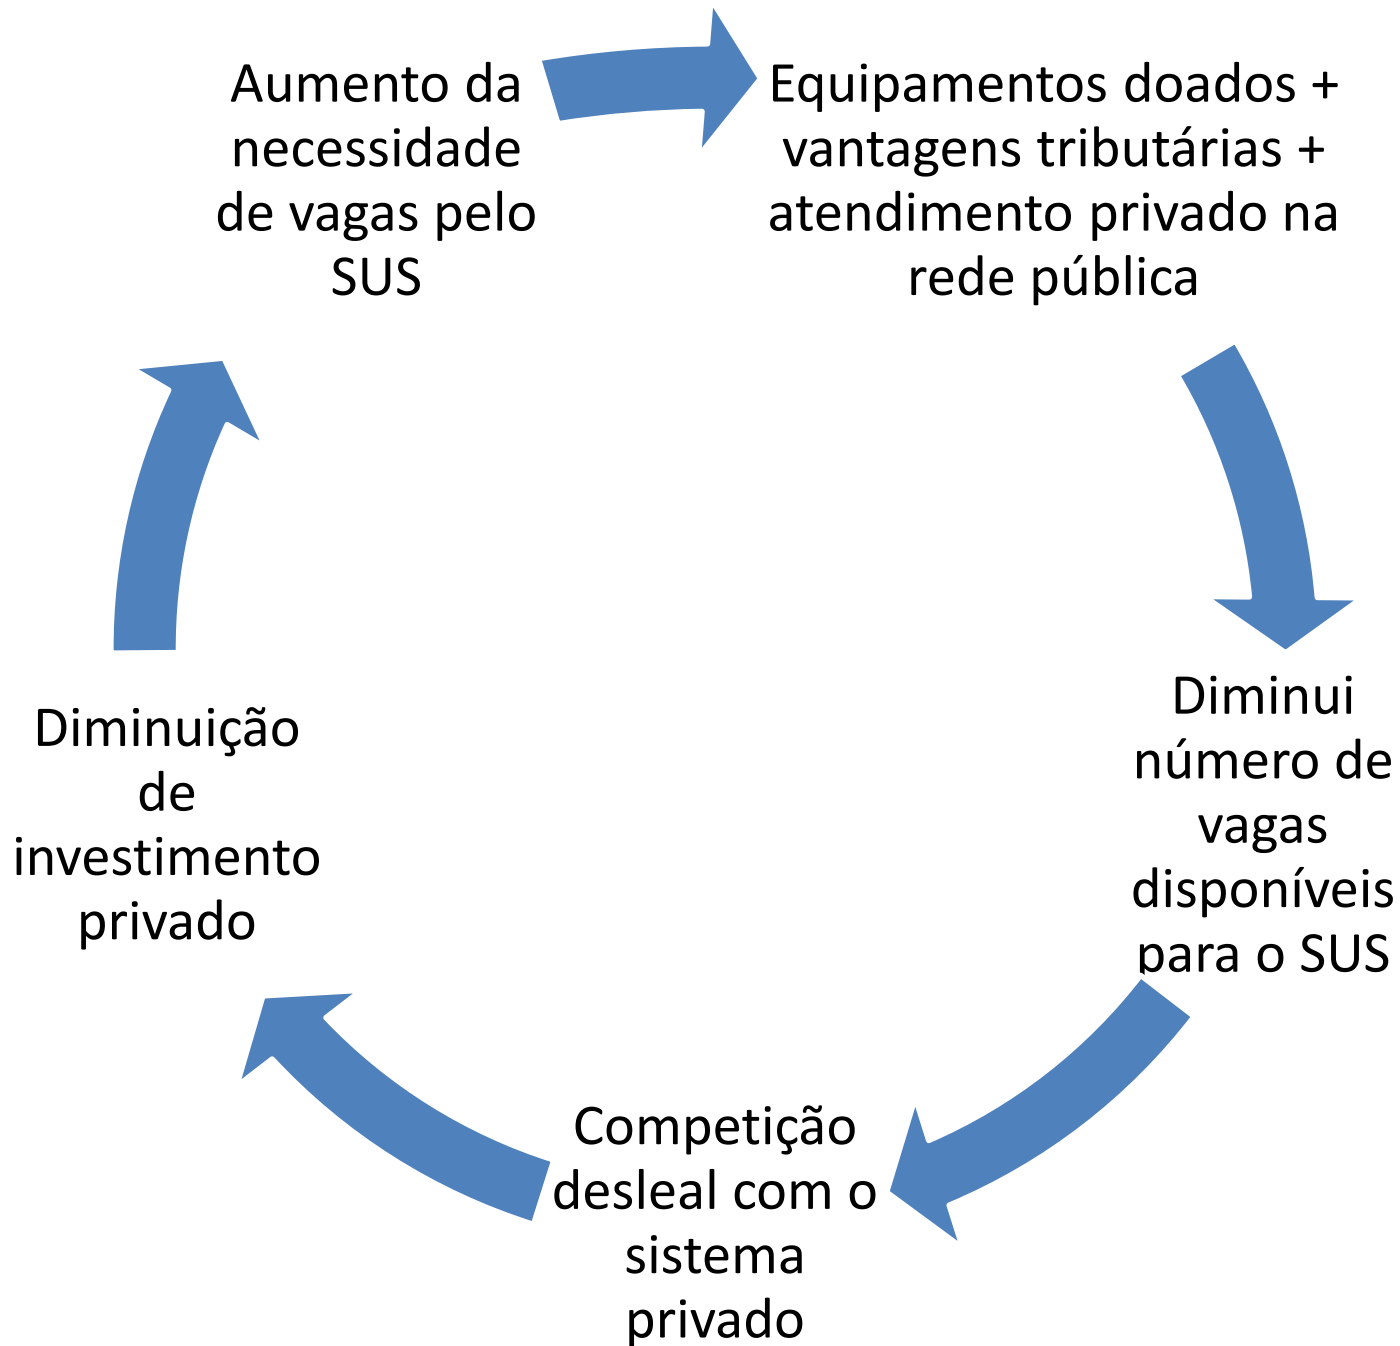 Aumento da
necessidade
de vagas pelo
SUS
Equipamentos doados +
vantagens tributárias +
atendimento privado na
rede pública
Diminui
número de
vagas
disponíveis
para o SUS
Competição
desleal com o
sistema
privado
Diminuição
de
investimento
privado